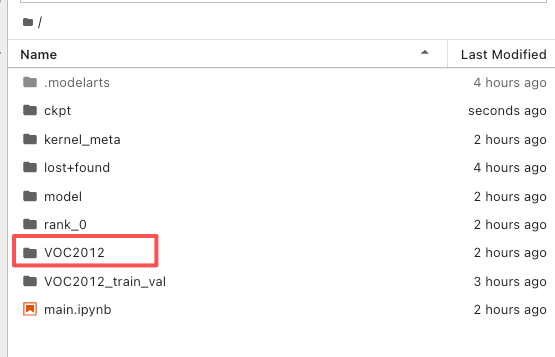 /
Name Last Modified
.modelarts 4 hours ago
ckpt seconds ago
kernel_meta 2 hours ago
lost+found 4 hours ago
model 2 hours ago
rank_0 2 hours ago
VOC2012 2 hours ago
VOC2012_train_val 3 hours ago
main.ipynb 2 hours ago